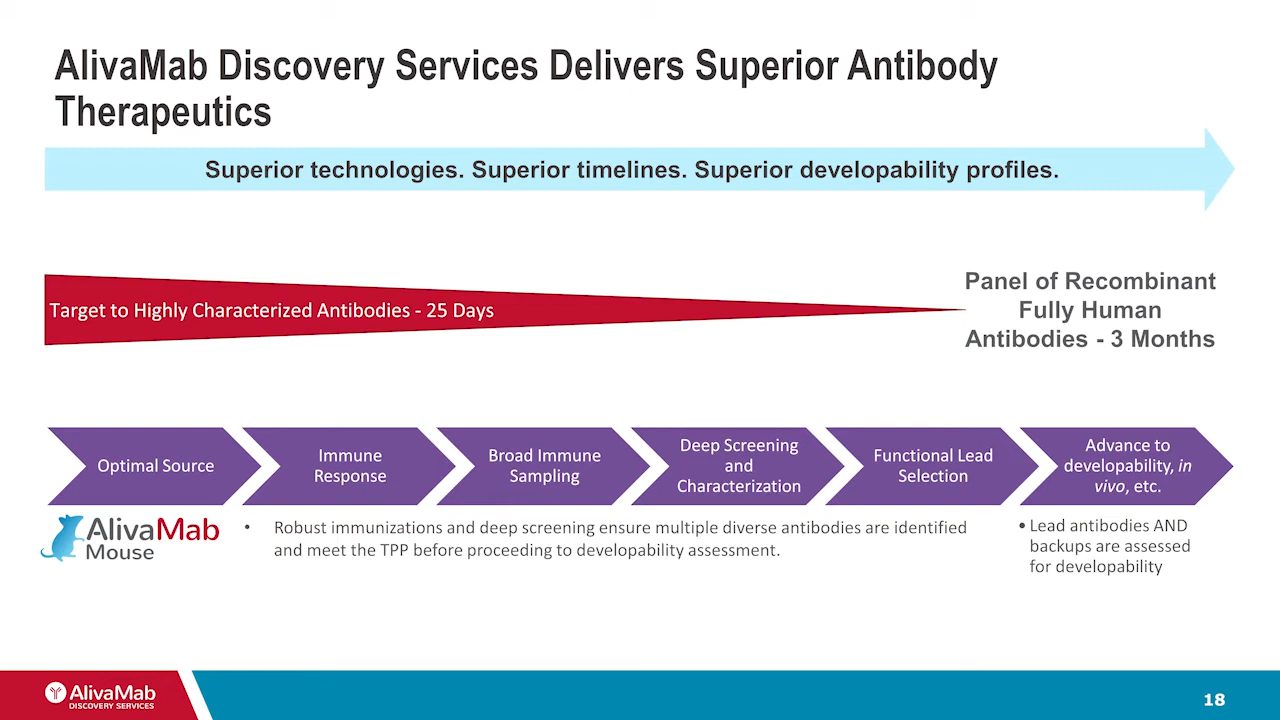 AlivaMab Discovery Services Delivers Superior Antibody
Therapeutics
Superior technologies. Superior timelines. Superior developability profiles.
Target to Highly Characterized Antibodies - 25 Days
Panel of Recombinant
Fully Human
Antibodies - 3 Months
Optimal Source
Immune
Response
Broad Immune
Sampling
Deep Screening
and
Characterization
Functional Lead
Selection
Advance to
developability, in
vivo, etc.
AlivaMab
Mouse
• Robust immunizations and deep screening ensure multiple diverse antibodies are identified
and meet the TPP before proceeding to developability assessment.
• Lead antibodies AND
backups are assessed
for developability
AlivaMab
DISCOVERY SERVICES
18